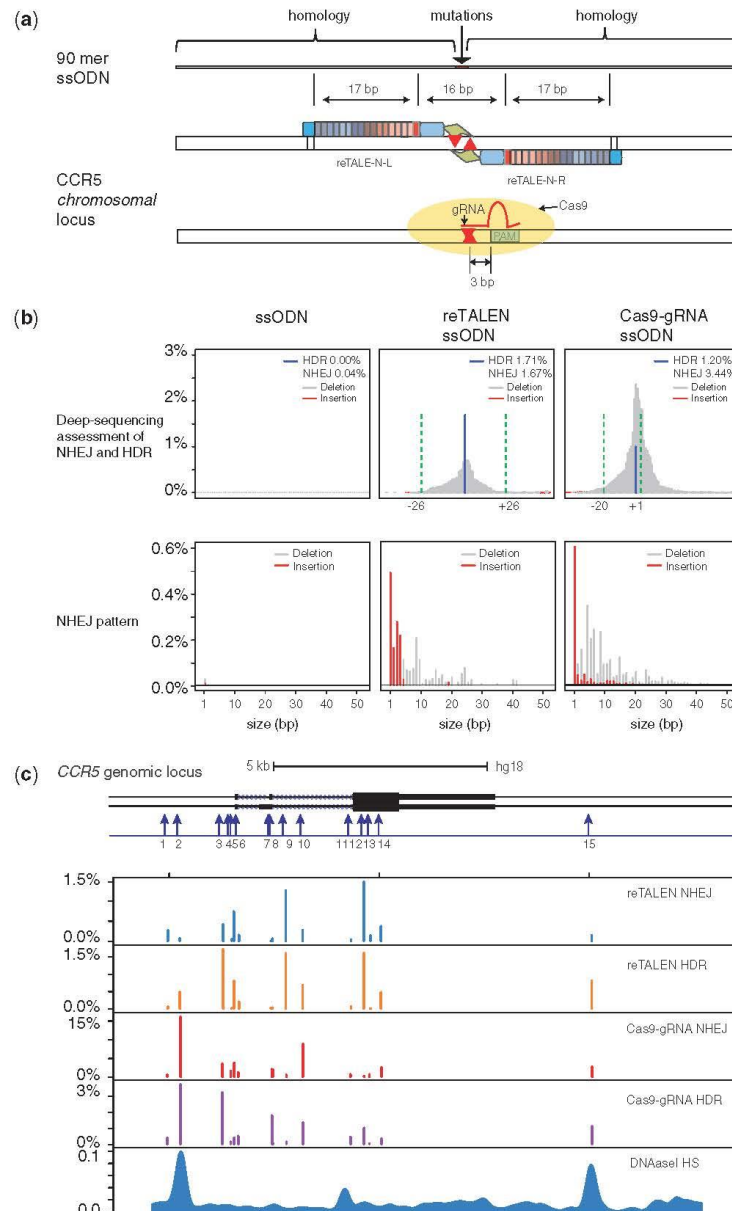 (a)
homology mutations homology
90 mer
ssODN
17 bp 16 bp 17 bp
reTALE-N-L
reTALE-N-R
CCR5
chromosomal
locus
gRNA
Cas9
PAM
3 bp
(b)
ssODN
reTALEN
ssODN
Cas9-gRNA
ssODN
Deep-sequencing
assessment of
NHEJ and HDR
3%
2%
1%
0%
HDR 0.00%
NHEJ 0.04%
Deletion
Insertion
HDR 1.71%
NHEJ 1.67%
Deletion
Insertion
-26 +26
HDR 1.20%
NHEJ 3.44%
Deletion
Insertion
-20 +1
NHEJ pattern
0.6%
0.4%
0.2%
0.0%
Deletion
Insertion
Deletion
Insertion
Deletion
Insertion
1 10 20 30 40 50
1 10 20 30 40 50
1 10 20 30 40 50
size (bp) size (bp) size (bp)
(c)
CCR5 genomic locus
5 kb hg18
1 2 3 4 5 6 7 8 9 10 11 12 13 14 15
1.5%
0.0%
reTALEN NHEJ
1.5%
0.0%
reTALEN HDR
15%
0%
Cas9-gRNA NHEJ
3%
0%
Cas9-gRNA HDR
0.1
0.0
DNAaseI HS